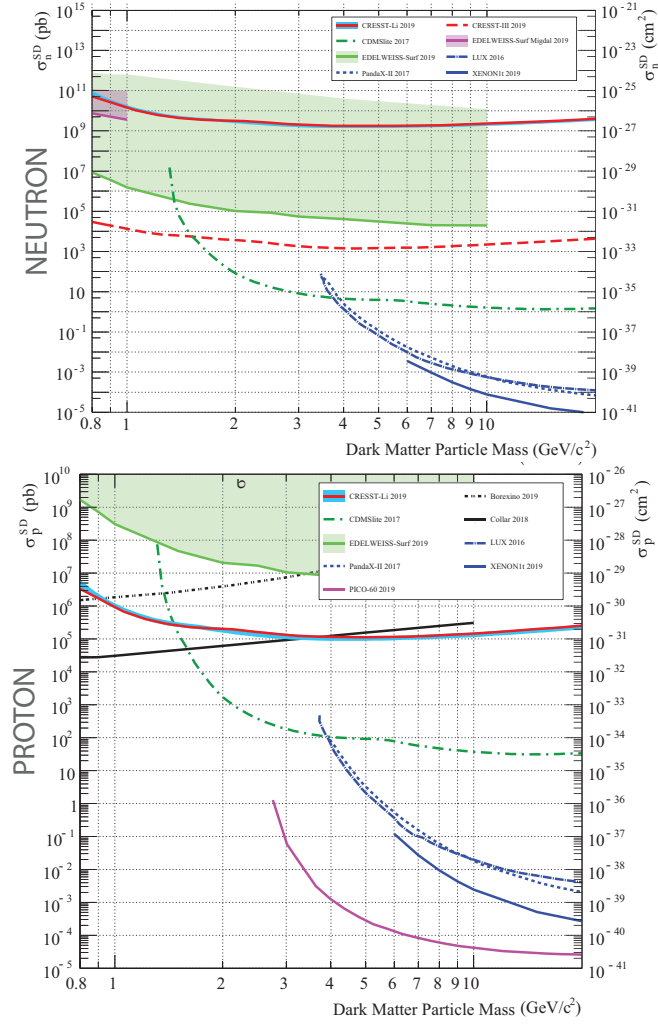 CRESST-Li 2019
CRESST-III 2019
CDMSlite 2017
EDELWEISS-Surf Migdal 2019
EDELWEISS-Surf 2019
LUX 2016
PandaX-II 2017
XENON1t 2019
σ_n^SD (pb)
10^15
10^13
10^11
10^9
10^7
10^5
10^3
10
10^-1
10^-3
10^-5
NEUTRON
σ_n^SD (cm^2)
10^-21
10^-23
10^-25
10^-27
10^-29
10^-31
10^-33
10^-35
10^-37
10^-39
10^-41
0.8 1 2 3 4 5 6 7 8 9 10
Dark Matter Particle Mass (GeV/c^2)
σ
CRESST-Li 2019
Borexino 2019
CDMSlite 2017
Collar 2018
EDELWEISS-Surf 2019
LUX 2016
PandaX-II 2017
XENON1t 2019
PICO-60 2019
σ_p^SD (pb)
10^10
10^9
10^8
10^7
10^6
10^5
10^4
10^3
10^2
10
1
10^-1
10^-2
10^-3
10^-4
10^-5
PROTON
σ_p^SD (cm^2)
10^-26
10^-27
10^-28
10^-29
10^-30
10^-31
10^-32
10^-33
10^-34
10^-35
10^-36
10^-37
10^-38
10^-39
10^-40
10^-41
0.8 1 2 3 4 5 6 7 8 9 10
Dark Matter Particle Mass (GeV/c^2)